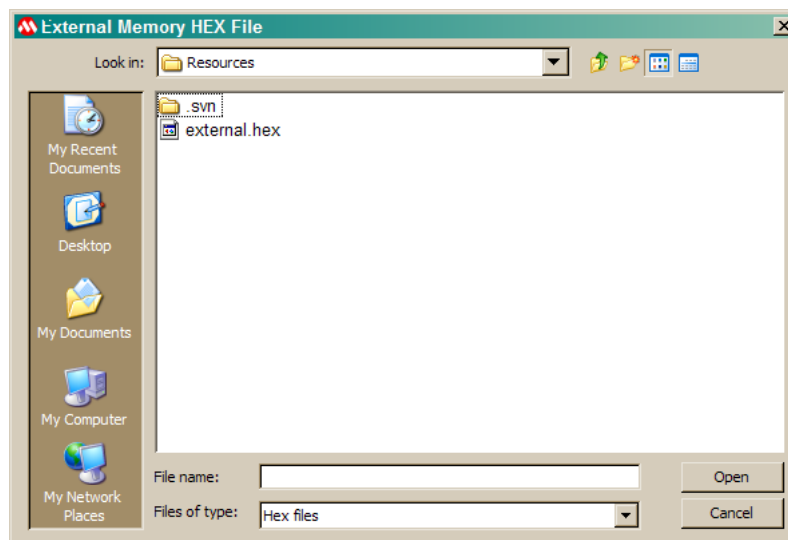 External Memory HEX File
Look in:
Resources
.svn
external.hex
My Recent
Documents
Desktop
My Documents
My Computer
My Network
Places
File name:
Open
Files of type:
Hex files
Cancel